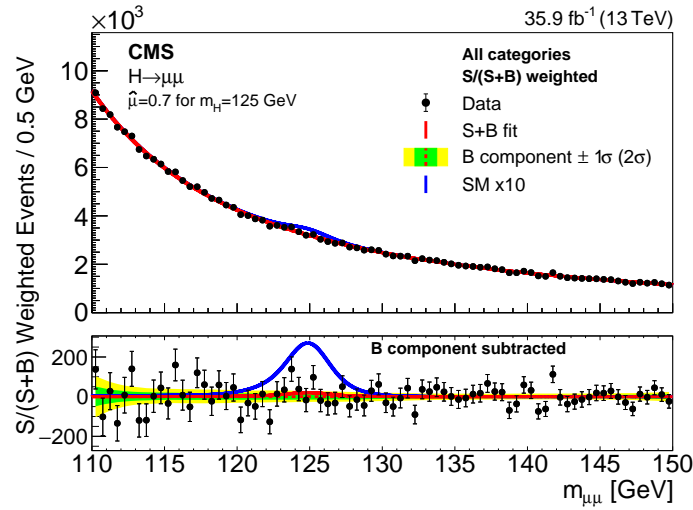 ×10³
35.9 fb⁻¹ (13 TeV)
CMS
H→μμ
μ̂=0.7 for m_H=125 GeV
All categories
S/(S+B) weighted
Data
S+B fit
B component ± 1σ (2σ)
SM x10
S/(S+B) Weighted Events / 0.5 GeV
10
8
6
4
2
0
B component subtracted
200
0
−200
110 115 120 125 130 135 140 145 150
m_μμ [GeV]